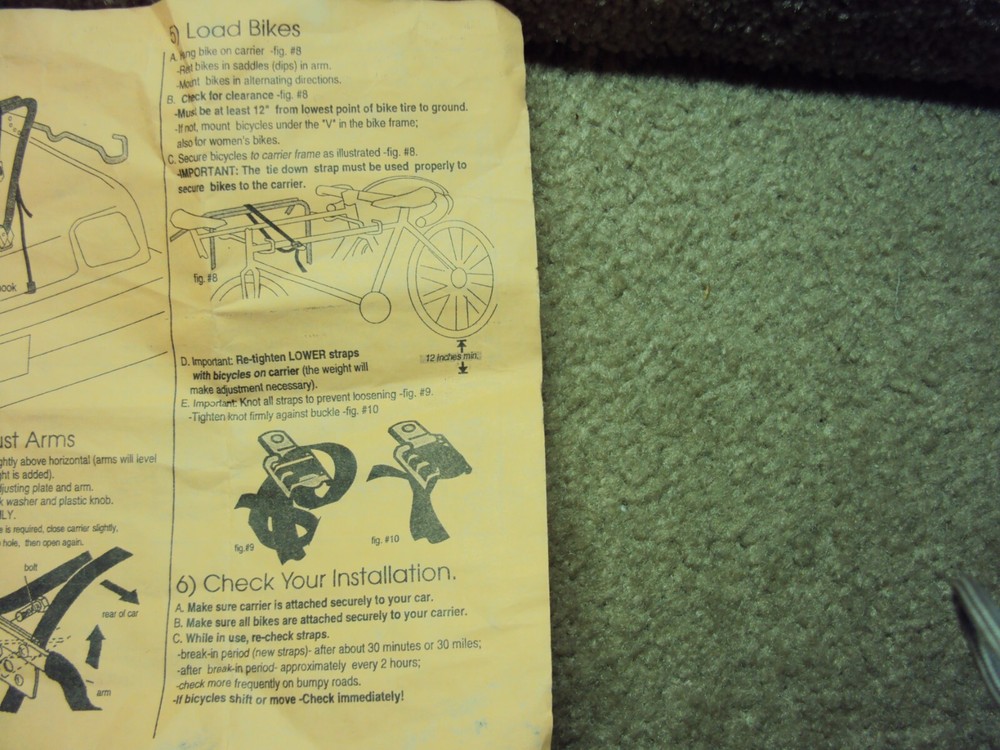 ook
ust Arms
ghtly above horizontal (arms will level
ght is added).
djusting plate and arm.
k washer and plastic knob.
LY.
e is required, close carrier slightly,
hole, then open again.
bolt
rear of car
arm
5) Load Bikes
A. ng bike on carrier -fig. #8
-Rest bikes in saddles (dips) in arm.
-Mount bikes in alternating directions.
B. Check for clearance -fig. #8
-Must be at least 12" from lowest point of bike tire to ground.
-If not, mount bicycles under the "V" in the bike frame;
also for women's bikes.
C. Secure bicycles to carrier frame as illustrated -fig. #8.
IMPORTANT: The tie down strap must be used properly to
secure bikes to the carrier.
fig. #8
12 inches min.
D. Important: Re-tighten LOWER straps
with bicycles on carrier (the weight will
make adjustment necessary).
E. Important: Knot all straps to prevent loosening -fig. #9.
-Tighten knot firmly against buckle -fig. #10
fig.#9
fig. #10
6) Check Your Installation.
A. Make sure carrier is attached securely to your car.
B. Make sure all bikes are attached securely to your carrier.
C. While in use, re-check straps.
-break-in period (new straps)- after about 30 minutes or 30 miles;
-after break-in period- approximately every 2 hours;
-check more frequently on bumpy roads.
-If bicycles shift or move -Check immediately!